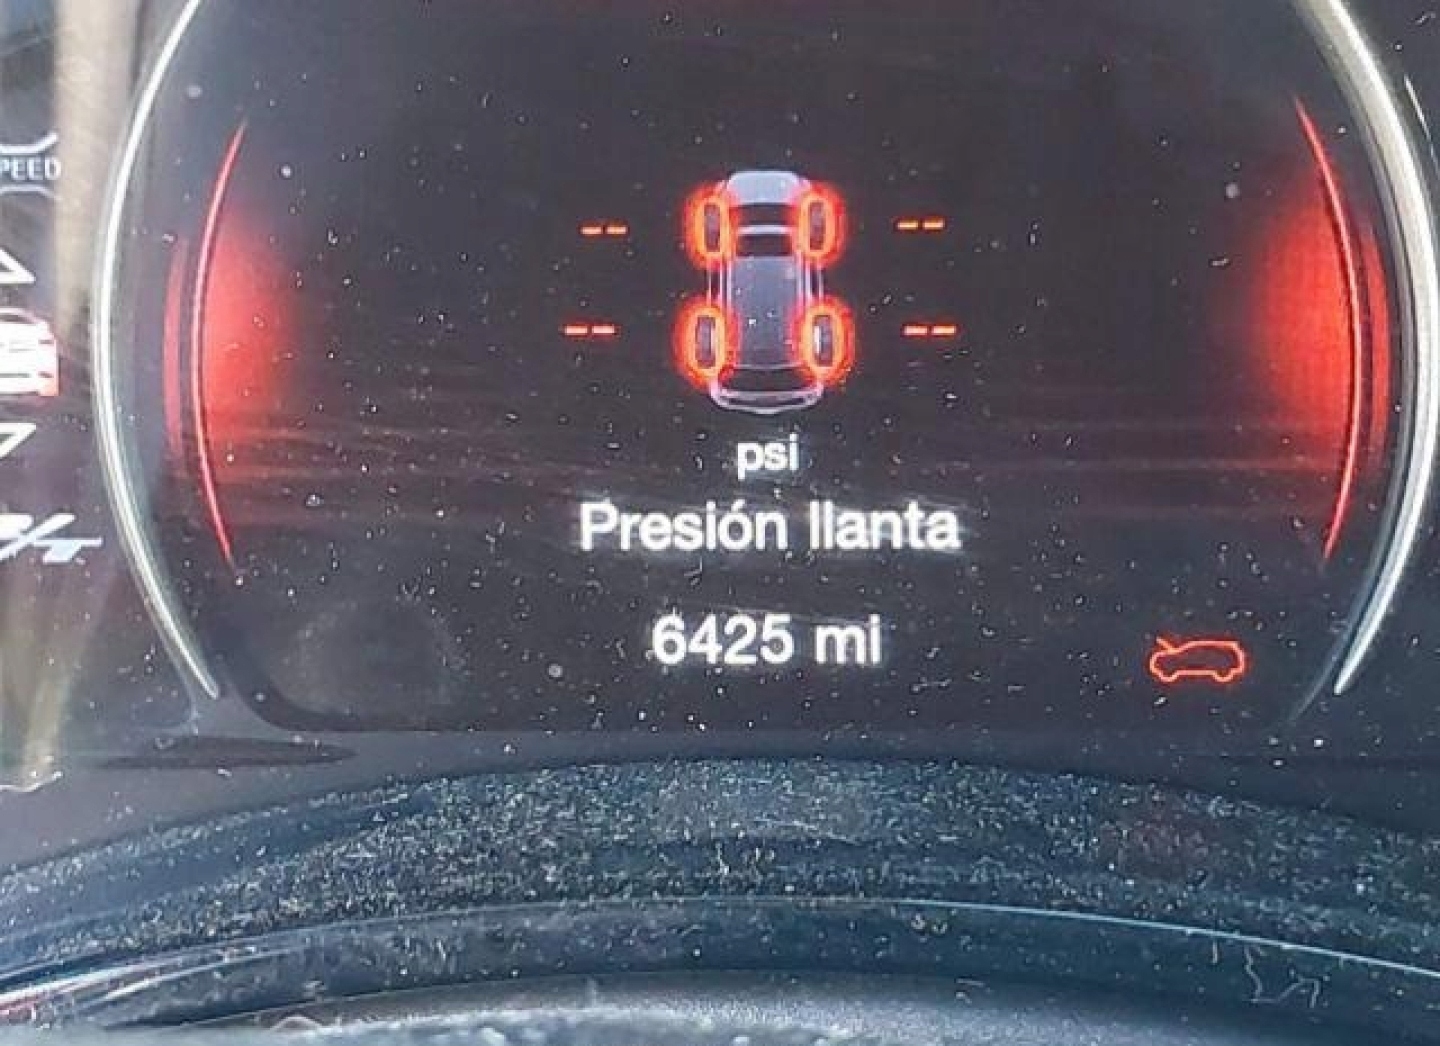 PEED
-- --
-- --
psi
Presión llanta
6425 mi
R/T